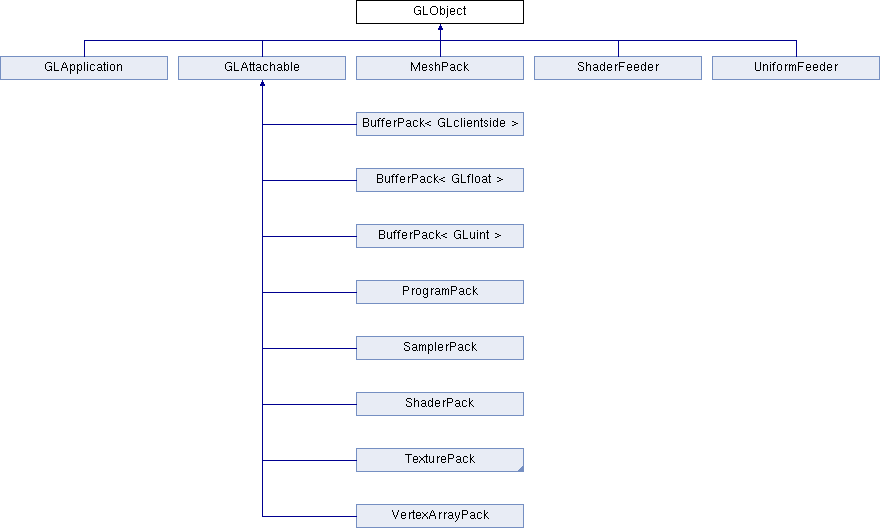 GLObject
GLApplication
GLAttachable
MeshPack
ShaderFeeder
UniformFeeder
BufferPack< GLclientside >
BufferPack< GLfloat >
BufferPack< GLuint >
ProgramPack
SamplerPack
ShaderPack
TexturePack
VertexArrayPack